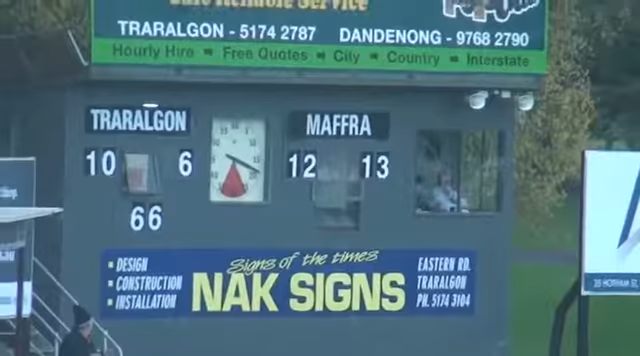 TRARALGON - 5174 2787
DANDENONG - 9768 2790
Hourly Hire Free Quotes City Country Interstate
TRARALGON
MAFFRA
10 6 12 13
66
Signs of the times
NAK SIGNS
DESIGN
CONSTRUCTION
INSTALLATION
EASTERN RD.
TRARALGON
PH. 5174 3104